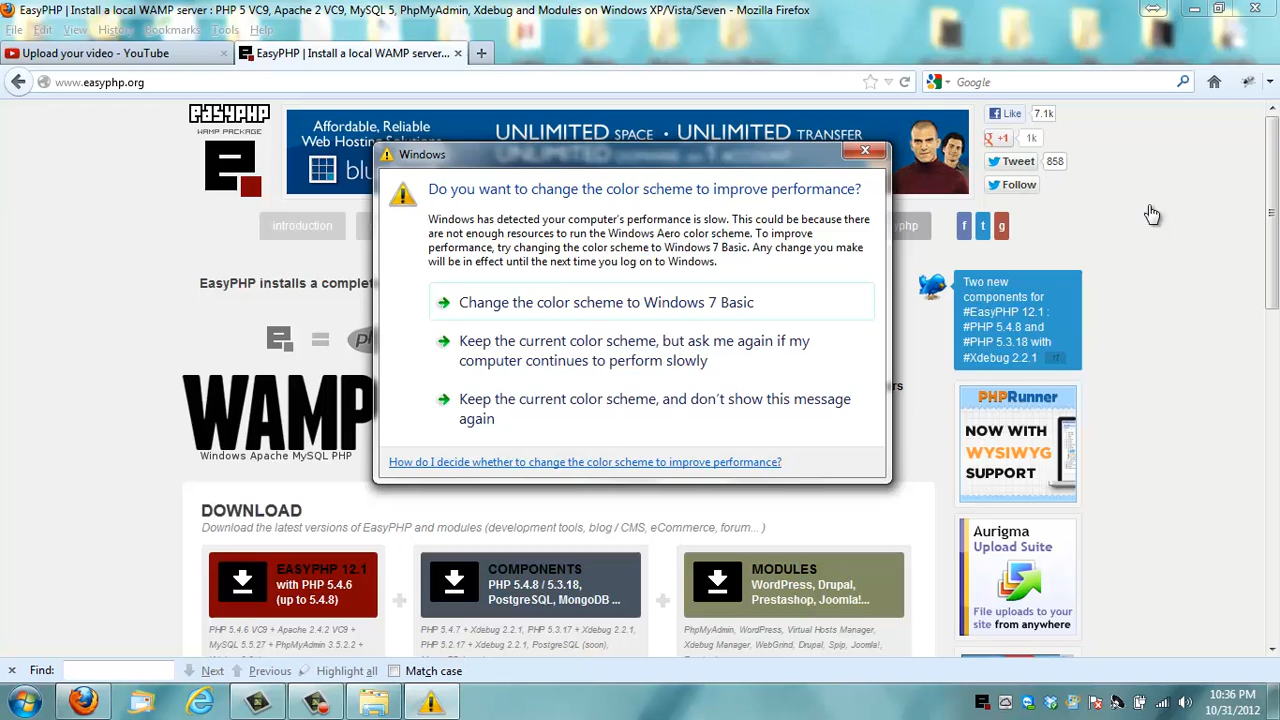 EasyPHP | Install a local WAMP server : PHP 5 VC9, Apache 2 VC9, MySQL 5, PhpMyAdmin, Xdebug and Modules on Windows XP/Vista/Seven - Mozilla Firefox
File Edit View History Bookmarks Tools Help
Upload your video - YouTube
EasyPHP | Install a local WAMP server...
www.easyphp.org
Google
EASYPHP
WAMP PACKAGE
Affordable, Reliable
Web Hosting Solutions
UNLIMITED SPACE • UNLIMITED TRANSFER
blu
Like 7.1k
+1 1k
Tweet 858
Follow
introduction
php
f t g
Windows
Do you want to change the color scheme to improve performance?
Windows has detected your computer's performance is slow. This could be because there
are not enough resources to run the Windows Aero color scheme. To improve
performance, try changing the color scheme to Windows 7 Basic. Any change you make
will be in effect until the next time you log on to Windows.
Change the color scheme to Windows 7 Basic
Keep the current color scheme, but ask me again if my
computer continues to perform slowly
Keep the current color scheme, and don't show this message
again
How do I decide whether to change the color scheme to improve performance?
EasyPHP installs a complet
WAMP
Windows Apache MySQL PHP
Two new
components for
#EasyPHP 12.1 :
#PHP 5.4.8 and
#PHP 5.3.18 with
#Xdebug 2.2.1 rt
PHPRunner
NOW WITH
WYSIWYG
SUPPORT
Aurigma
Upload Suite
File uploads to your
site from anywhere
DOWNLOAD
Download the latest versions of EasyPHP and modules (development tools, blog / CMS, eCommerce, forum... )
EASYPHP 12.1
with PHP 5.4.6
(up to 5.4.8)
COMPONENTS
PHP 5.4.8 / 5.3.18,
PostgreSQL, MongoDB ...
MODULES
WordPress, Drupal,
Prestashop, Joomla!...
PHP 5.4.6 VC9 + Apache 2.4.2 VC9 +
MySQL 5.5.27 + PhpMyAdmin 3.5.2.2 +
PHP 5.4.7 + Xdebug 2.2.1, PHP 5.3.17 + Xdebug 2.2.1,
PHP 5.2.17 + Xdebug 2.2.1, PostgreSQL (soon),
PhpMyAdmin, WordPress, Virtual Hosts Manager,
Xdebug Manager, WebGrind, Drupal, Spip, Joomla!,
Find: Next Previous Highlight all Match case
10:36 PM
10/31/2012